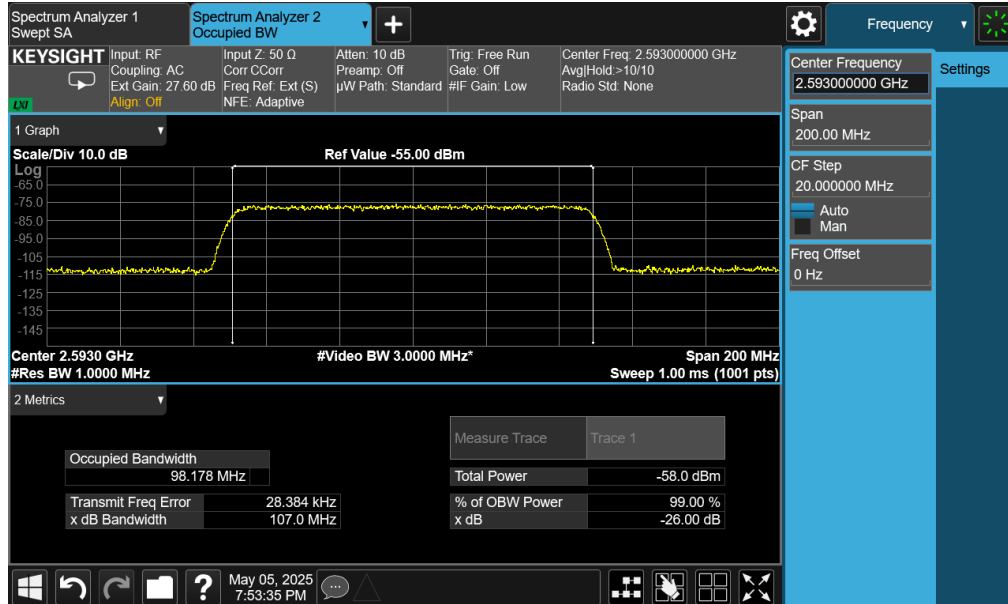 Spectrum Analyzer 1
Swept SA
Spectrum Analyzer 2
Occupied BW
Frequency
KEYSIGHT
LXI
Input: RF
Coupling: AC
Ext Gain: 27.60 dB
Align: Off
Input Z: 50 Ω
Corr CCorr
Freq Ref: Ext (S)
NFE: Adaptive
Atten: 10 dB
Preamp: Off
µW Path: Standard
Trig: Free Run
Gate: Off
#IF Gain: Low
Center Freq: 2.593000000 GHz
Avg|Hold:>10/10
Radio Std: None
Center Frequency
2.593000000 GHz
Settings
Span
200.00 MHz
CF Step
20.000000 MHz
Auto
Man
Freq Offset
0 Hz
1 Graph
Scale/Div 10.0 dB
Ref Value -55.00 dBm
Log
-65.0
-75.0
-85.0
-95.0
-105
-115
-125
-135
-145
Center 2.5930 GHz
#Video BW 3.0000 MHz*
Span 200 MHz
#Res BW 1.0000 MHz
Sweep 1.00 ms (1001 pts)
2 Metrics
Measure Trace
Trace 1
Occupied Bandwidth
98.178 MHz
Total Power
-58.0 dBm
Transmit Freq Error
28.384 kHz
% of OBW Power
99.00 %
x dB Bandwidth
107.0 MHz
x dB
-26.00 dB
?
May 05, 2025
7:53:35 PM